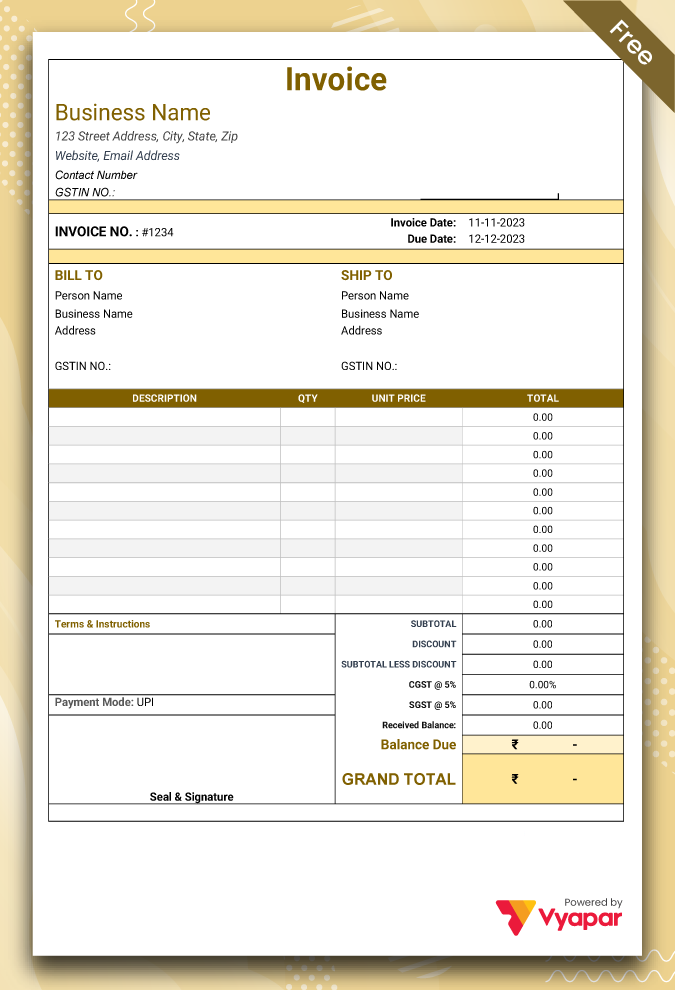 Free
Invoice
Business Name
123 Street Address, City, State, Zip
Website, Email Address
Contact Number
GSTIN NO.:
INVOICE NO. : #1234
Invoice Date: 11-11-2023
Due Date: 12-12-2023
BILL TO SHIP TO
Person Name Person Name
Business Name Business Name
Address Address
GSTIN NO.: GSTIN NO.:
DESCRIPTION QTY UNIT PRICE TOTAL
0.00
0.00
0.00
0.00
0.00
0.00
0.00
0.00
0.00
0.00
0.00
Terms & Instructions SUBTOTAL 0.00
DISCOUNT 0.00
SUBTOTAL LESS DISCOUNT 0.00
CGST @ 5% 0.00%
Payment Mode: UPI SGST @ 5% 0.00
Received Balance: 0.00
Balance Due ₹ -
GRAND TOTAL ₹ -
Seal & Signature
Powered by
Vyapar